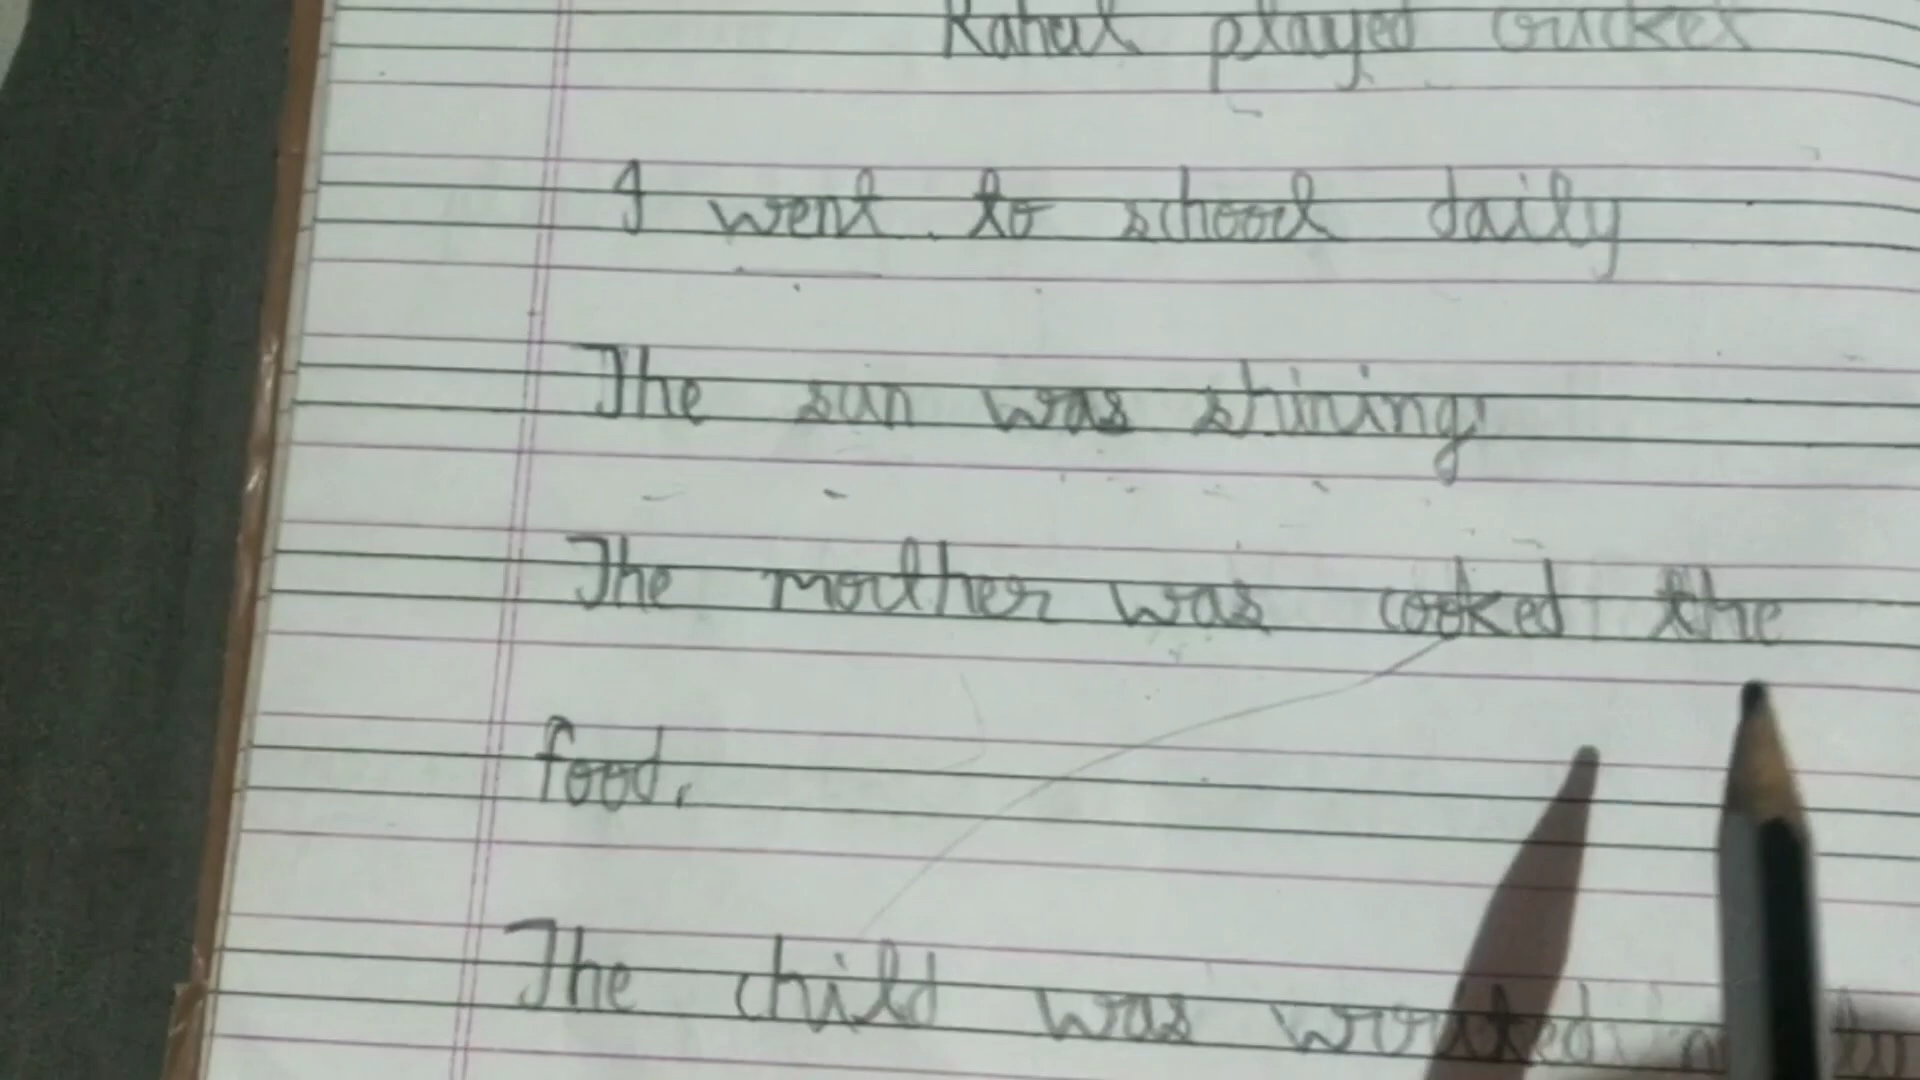 Rahul played cricket
I went to school daily
The sun was shining.
The mother was cooked the
food.
The child was